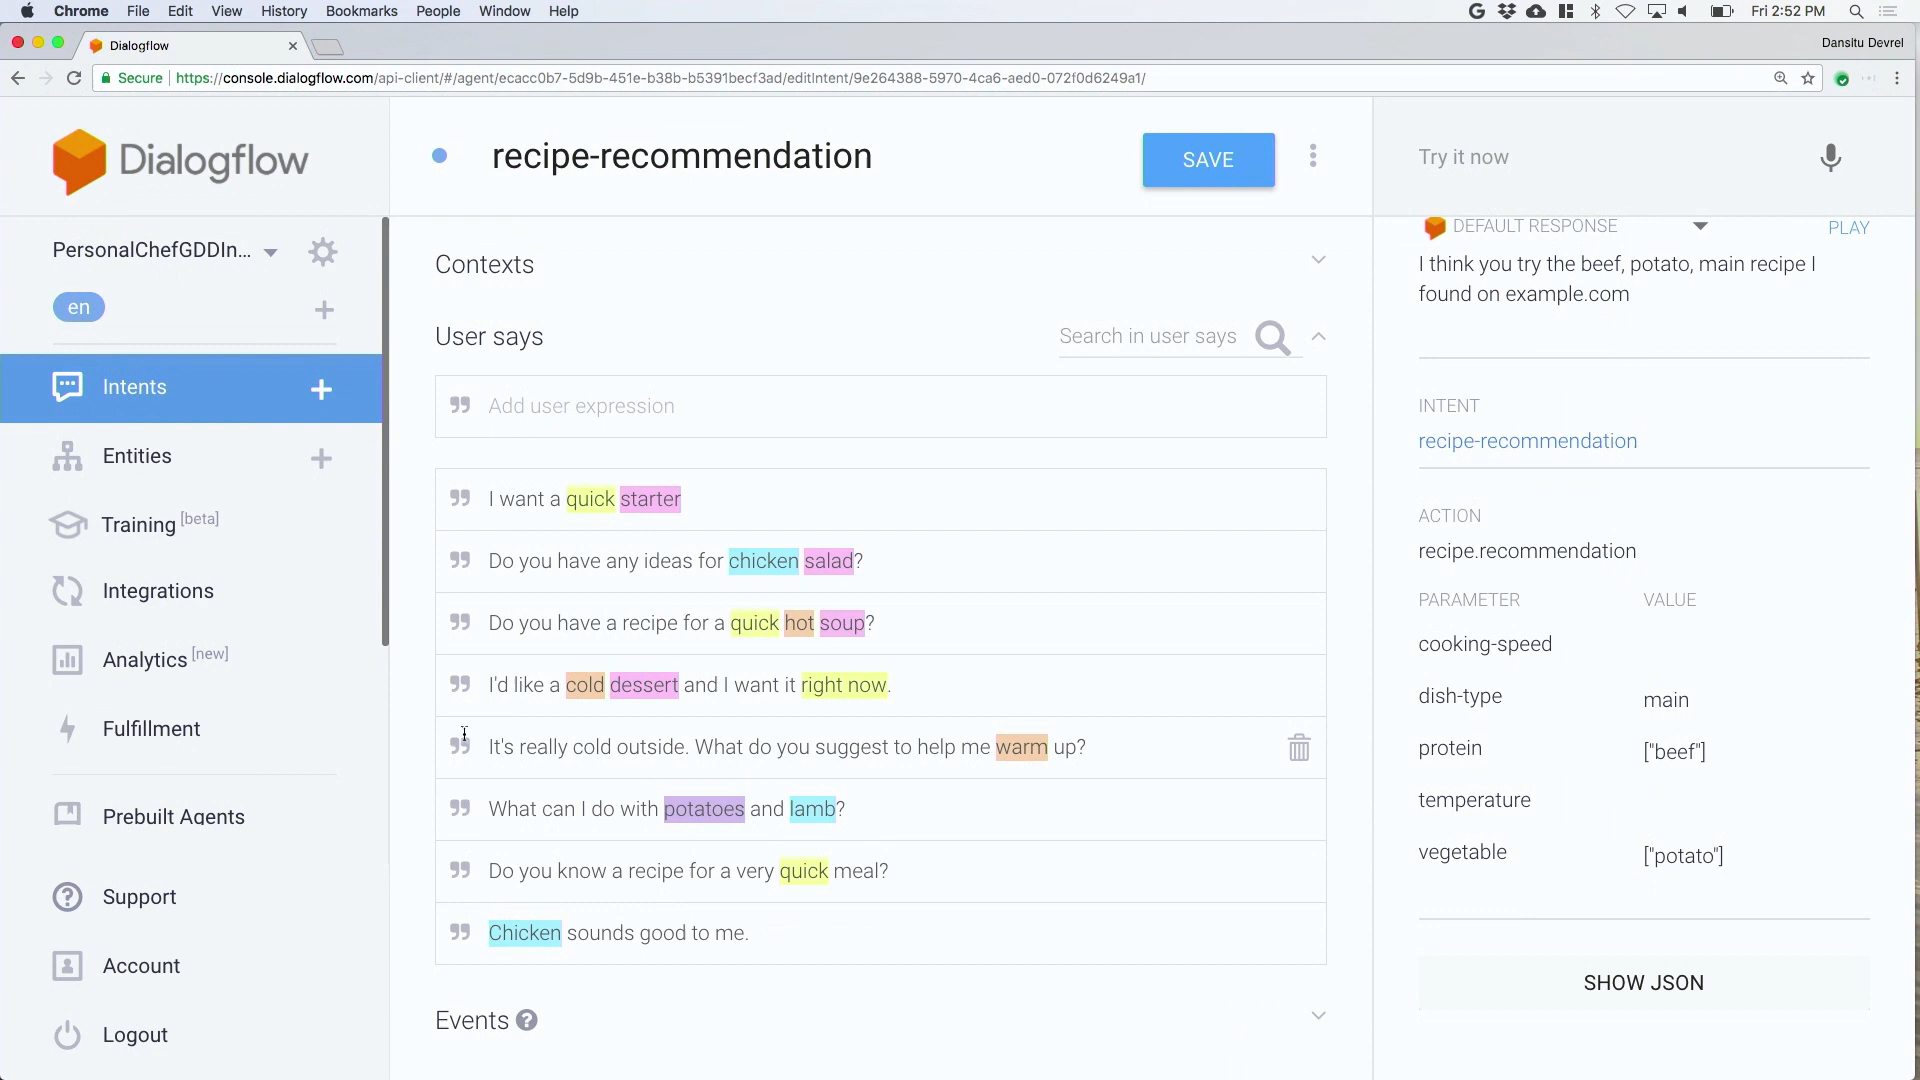 Chrome File Edit View History Bookmarks People Window Help Fri 2:52 PM
Dialogflow Dansitu Devrel
Secure https://console.dialogflow.com/api-client/#/agent/ecacc0b7-5d9b-451e-b38b-b5391becf3ad/editIntent/9e264388-5970-4ca6-aed0-072f0d6249a1/
Dialogflow
PersonalChefGDDIn...
en
Intents
Entities
Training [beta]
Integrations
Analytics [new]
Fulfillment
Prebuilt Agents
Support
Account
Logout
recipe-recommendation
SAVE
Contexts
User says
Search in user says
Add user expression
I want a quick starter
Do you have any ideas for chicken salad?
Do you have a recipe for a quick hot soup?
I'd like a cold dessert and I want it right now.
It's really cold outside. What do you suggest to help me warm up?
What can I do with potatoes and lamb?
Do you know a recipe for a very quick meal?
Chicken sounds good to me.
Events ?
Try it now
DEFAULT RESPONSE PLAY
I think you try the beef, potato, main recipe I
found on example.com
INTENT
recipe-recommendation
ACTION
recipe.recommendation
PARAMETER VALUE
cooking-speed
dish-type main
protein ["beef"]
temperature
vegetable ["potato"]
SHOW JSON